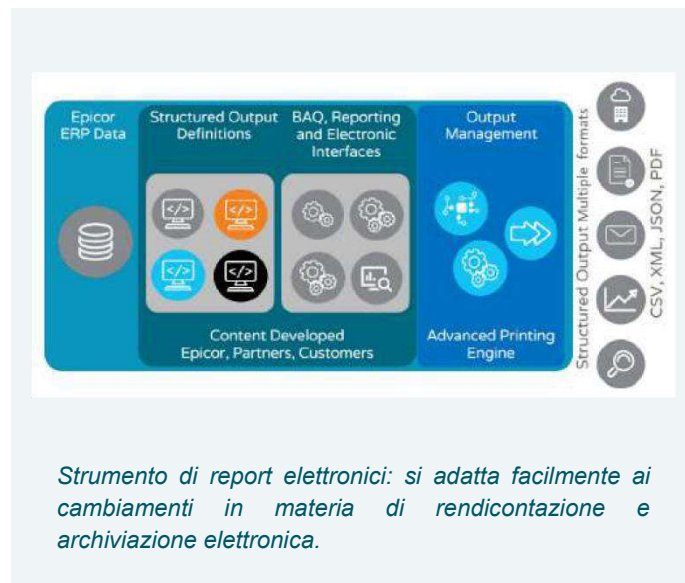 Epicor
ERP Data
Structured Output
Definitions
</>
</>
</>
</>
BAQ, Reporting
and Electronic
Interfaces
Content Developed
Epicor, Partners, Customers
Output
Management
Advanced Printing
Engine
Structured Output Multiple formats
CSV, XML, JSON, PDF
Strumento di report elettronici: si adatta facilmente ai
cambiamenti in materia di rendicontazione e
archiviazione elettronica.